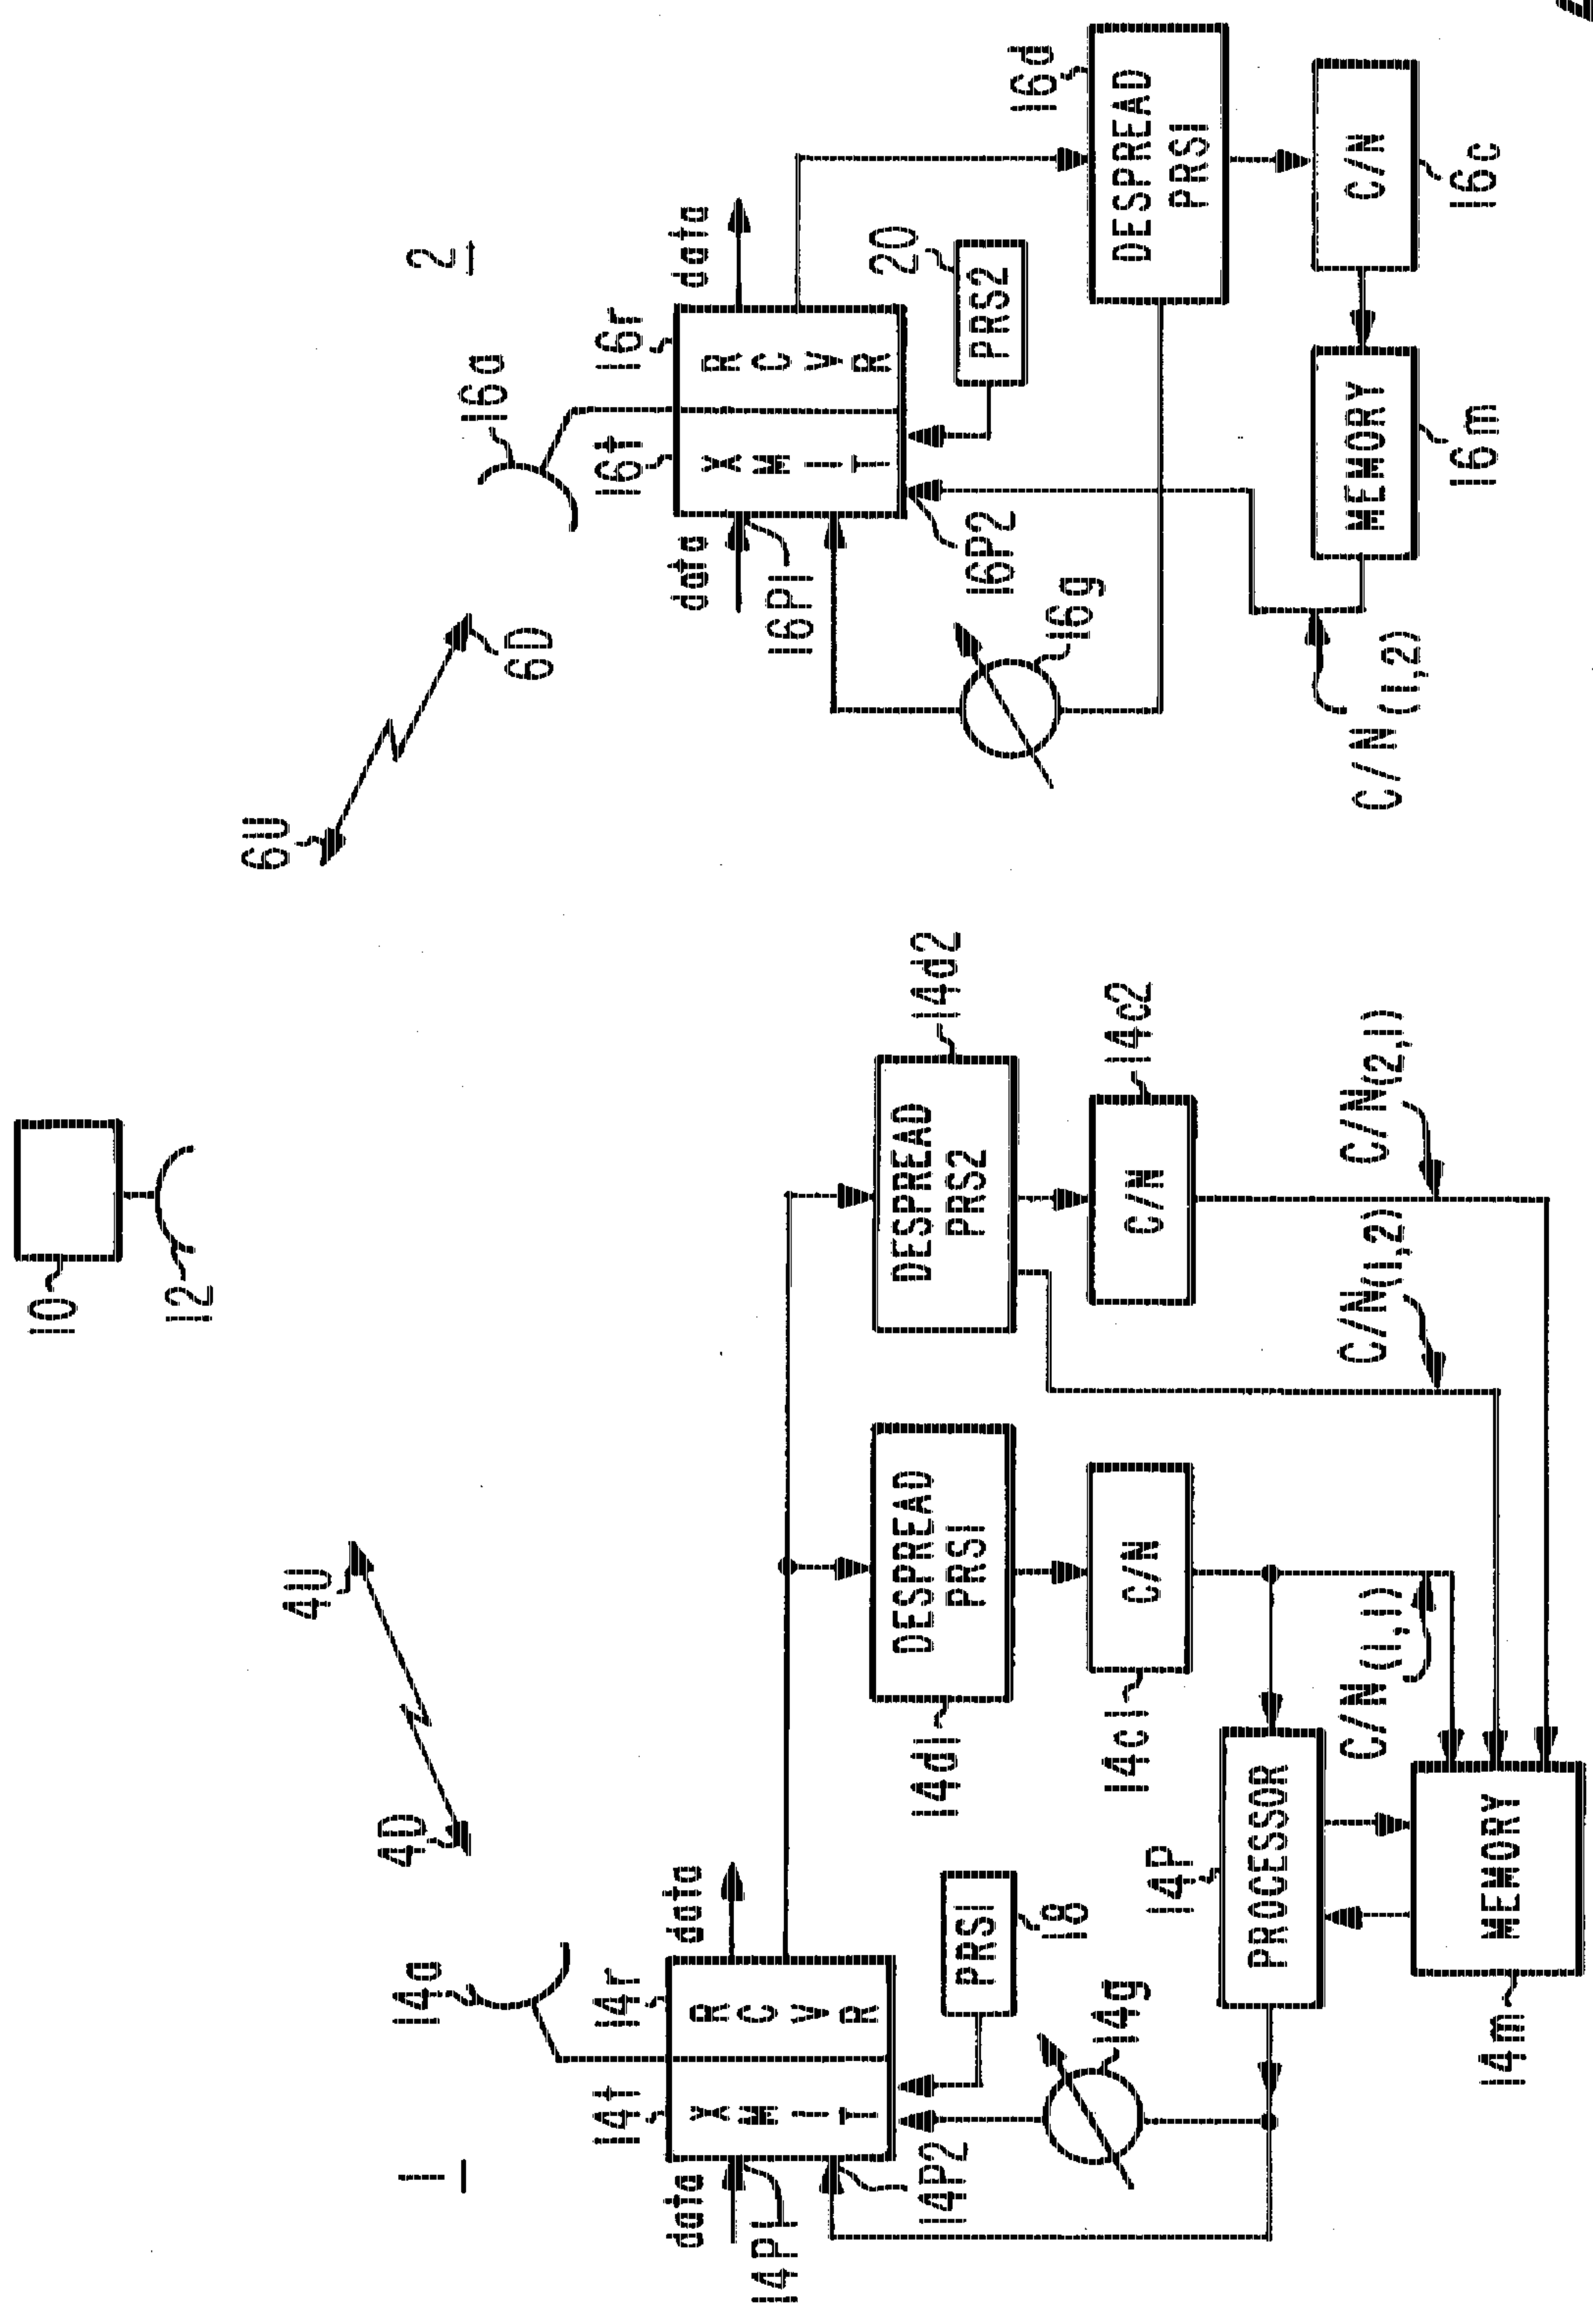 10
12
4U
4D
6U
6D
1
14a
14t
14r
XMIT
RCVR
data
data
14P1
14P2
PRS1
18
14g
DESPREAD
PRS1
14d1
C/N
14c1
DESPREAD
PRS2
14d2
C/N
14c2
PROCESSOR
14P
MEMORY
14m
C/N(1,1)
C/N(1,2)
C/N(2,1)
2
16a
16t
16r
XMIT
RCVR
data
data
16P1
16P2
PRS2
20
16g
DESPREAD
PRS1
16d
C/N
16c
MEMORY
16m
C/N(1,2)